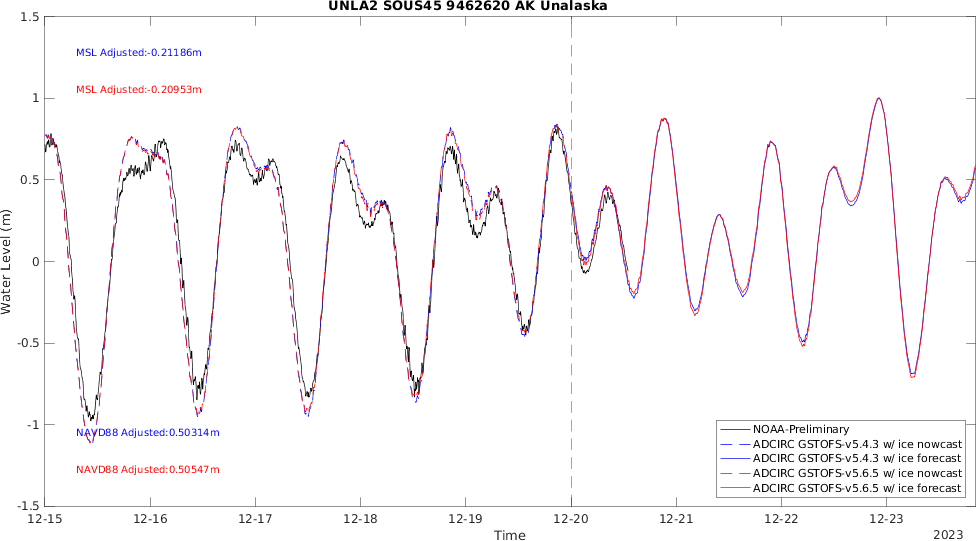 UNLA2 SOUS45 9462620 AK Unalaska
1.5
MSL Adjusted:-0.21186m
MSL Adjusted:-0.20953m
1
0.5
0
-0.5
-1
-1.5
Water Level (m)
NAVD88 Adjusted:0.50314m
NAVD88 Adjusted:0.50547m
NOAA-Preliminary
ADCIRC GSTOFS-v5.4.3 w/ ice nowcast
ADCIRC GSTOFS-v5.4.3 w/ ice forecast
ADCIRC GSTOFS-v5.6.5 w/ ice nowcast
ADCIRC GSTOFS-v5.6.5 w/ ice forecast
12-15 12-16 12-17 12-18 12-19 12-20 12-21 12-22 12-23
Time
2023